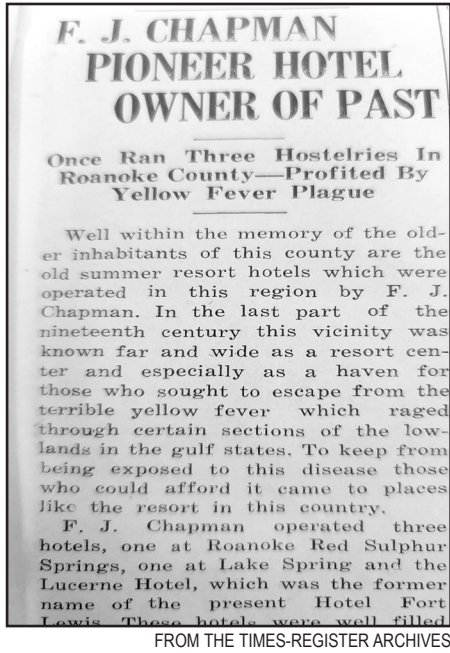 F. J. CHAPMAN
PIONEER HOTEL
OWNER OF PAST
Once Ran Three Hostelries In
Roanoke County—Profited By
Yellow Fever Plague
Well within the memory of the old-
er inhabitants of this county are the
old summer resort hotels which were
operated in this region by F. J.
Chapman. In the last part of the
nineteenth century this vicinity was
known far and wide as a resort cen-
ter and especially as a haven for
those who sought to escape from the
terrible yellow fever which raged
through certain sections of the low-
lands in the gulf states. To keep from
being exposed to this disease those
who could afford it came to places
like the resort in this country.
F. J. Chapman operated three
hotels, one at Roanoke Red Sulphur
Springs, one at Lake Spring and the
Lucerne Hotel, which was the former
name of the present Hotel Fort
Lewis. These hotels were well filled
FROM THE TIMES-REGISTER ARCHIVES